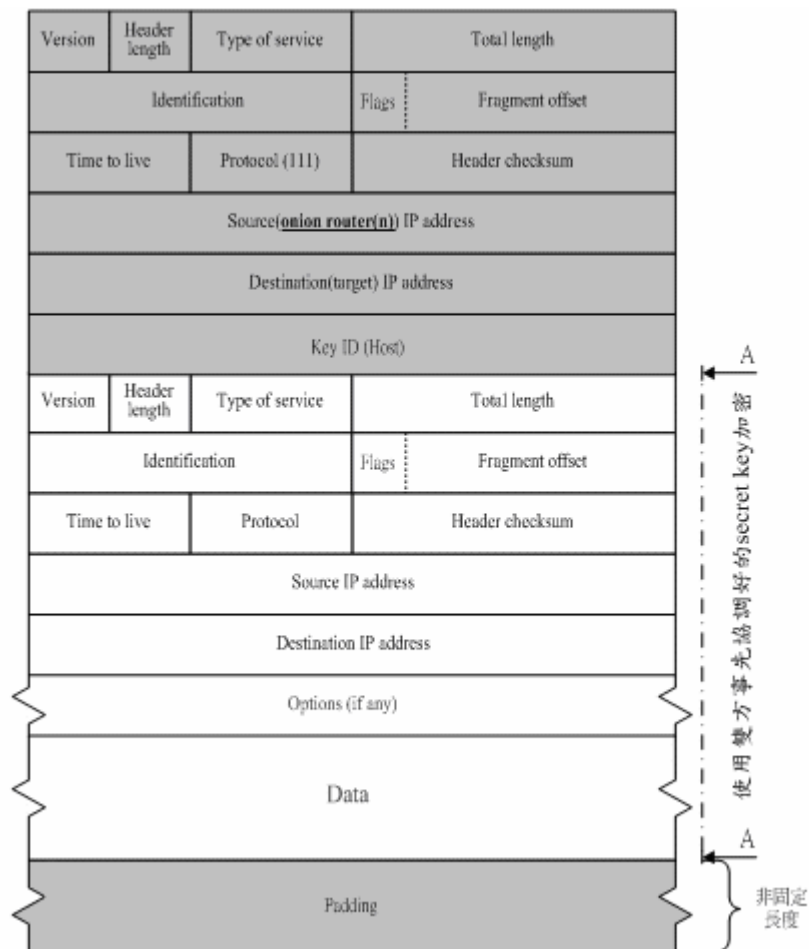 Version Header length Type of service Total length
Identification Flags Fragment offset
Time to live Protocol (111) Header checksum
Source(onion router(n)) IP address
Destination(target) IP address
Key ID (Host)
A
Version Header length Type of service Total length
Identification Flags Fragment offset
Time to live Protocol Header checksum
Source IP address
Destination IP address
Options (if any)
Data
使用雙方事先協調好的secret key加密
A
Padding
非固定
長度